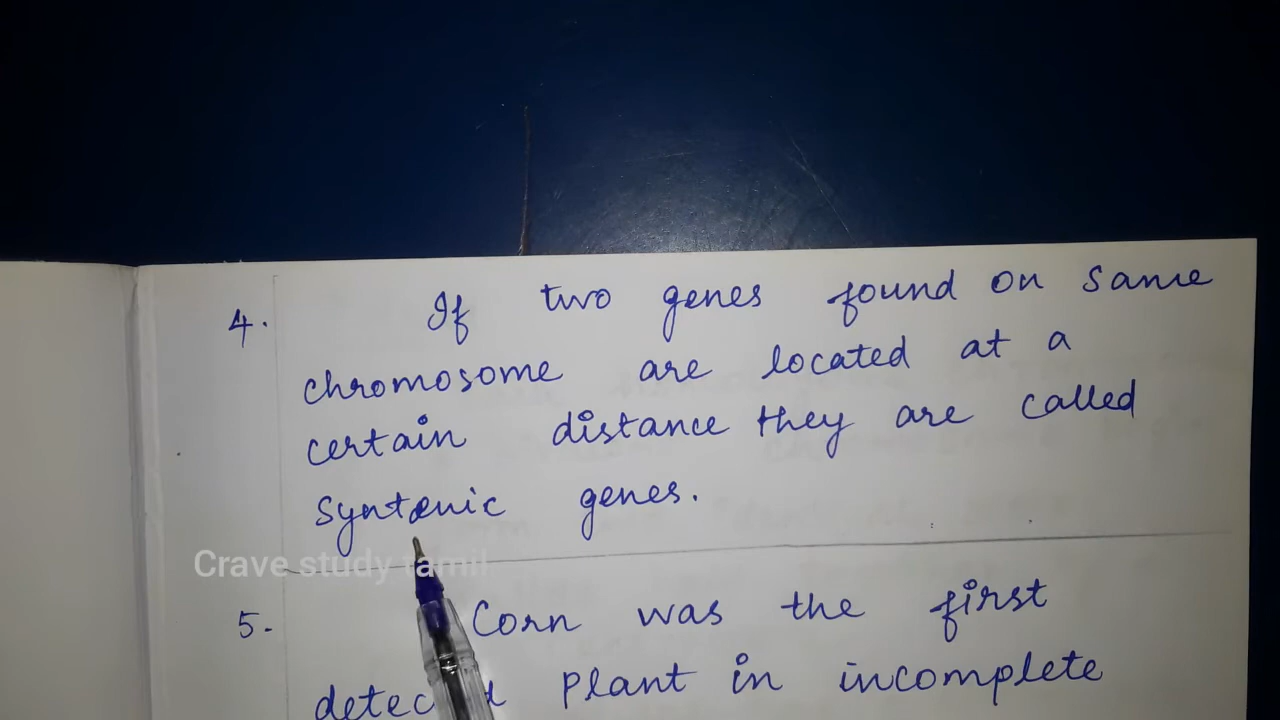 4. If two genes found on same
chromosome are located at a
certain distance they are called
syntenic genes.
Crave study tamil
5. Corn was the first
Plant in incomplete